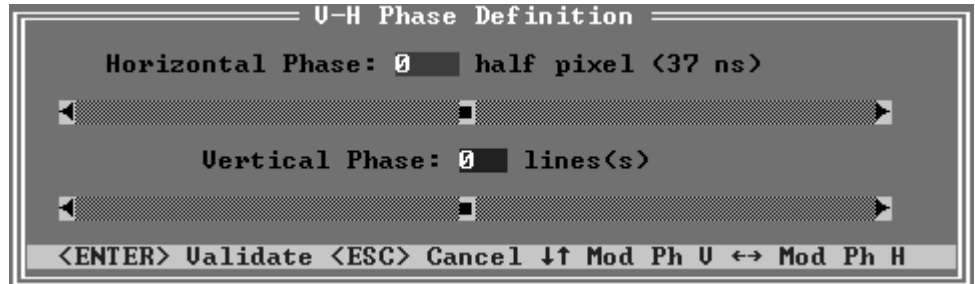 V-H Phase Definition
Horizontal Phase: 0 half pixel (37 ns)
Vertical Phase: 0 lines(s)
<ENTER> Validate <ESC> Cancel ↓↑ Mod Ph V ↔ Mod Ph H